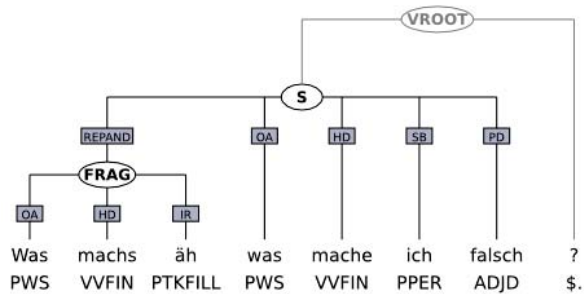 VROOT
S
REPAND OA HD SB PD
FRAG
OA HD IR
Was machs äh was mache ich falsch ?
PWS VVFIN PTKFILL PWS VVFIN PPER ADJD $.